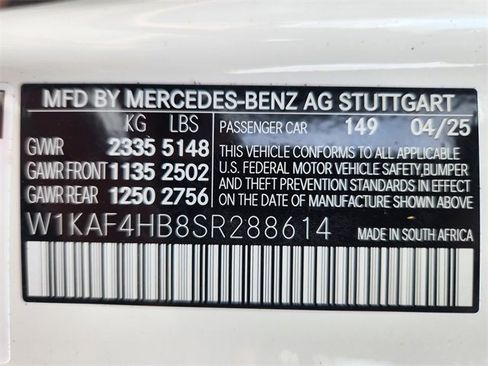 MFD BY MERCEDES-BENZ AG STUTTGART
KG LBS PASSENGER CAR 149 04/25
GVWR 2335 5148 THIS VEHICLE CONFORMS TO ALL APPLICABLE
GAWR FRONT 1135 2502 U.S. FEDERAL MOTOR VEHICLE SAFETY, BUMPER
GAWR REAR 1250 2756 AND THEFT PREVENTION STANDARDS IN EFFECT
ON THE DATE OF MANUFACTURE SHOWN ABOVE
W1KAF4HB8SR288614 MADE IN SOUTH AFRICA